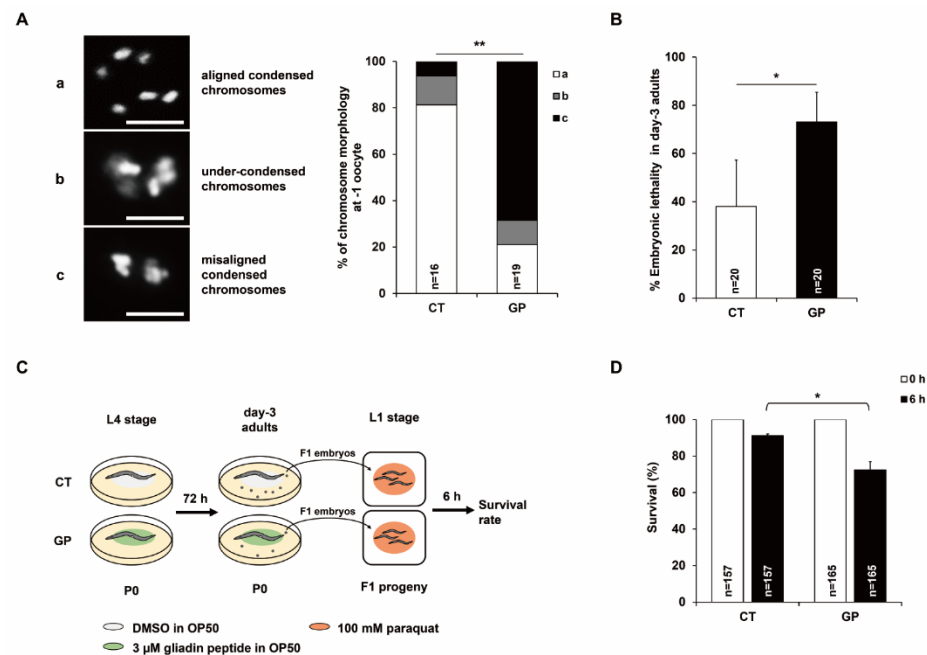 A
a
aligned condensed
chromosomes
b
under-condensed
chromosomes
c
misaligned
condensed
chromosomes
% of chromosome morphology
at -1 oocyte
100
80
60
40
20
0
**
n=16
n=19
CT
GP
a
b
c
B
% Embryonic lethality in day-3 adults
100
80
60
40
20
0
*
n=20
n=20
CT
GP
C
L4 stage
day-3
adults
L1 stage
CT
GP
72 h
F1 embryos
F1 embryos
6 h
Survival
rate
P0
P0
F1 progeny
DMSO in OP50
100 mM paraquat
3 μM gliadin peptide in OP50
D
0 h
6 h
*
Survival (%)
100
80
60
40
20
0
n=157
n=157
n=165
n=165
CT
GP